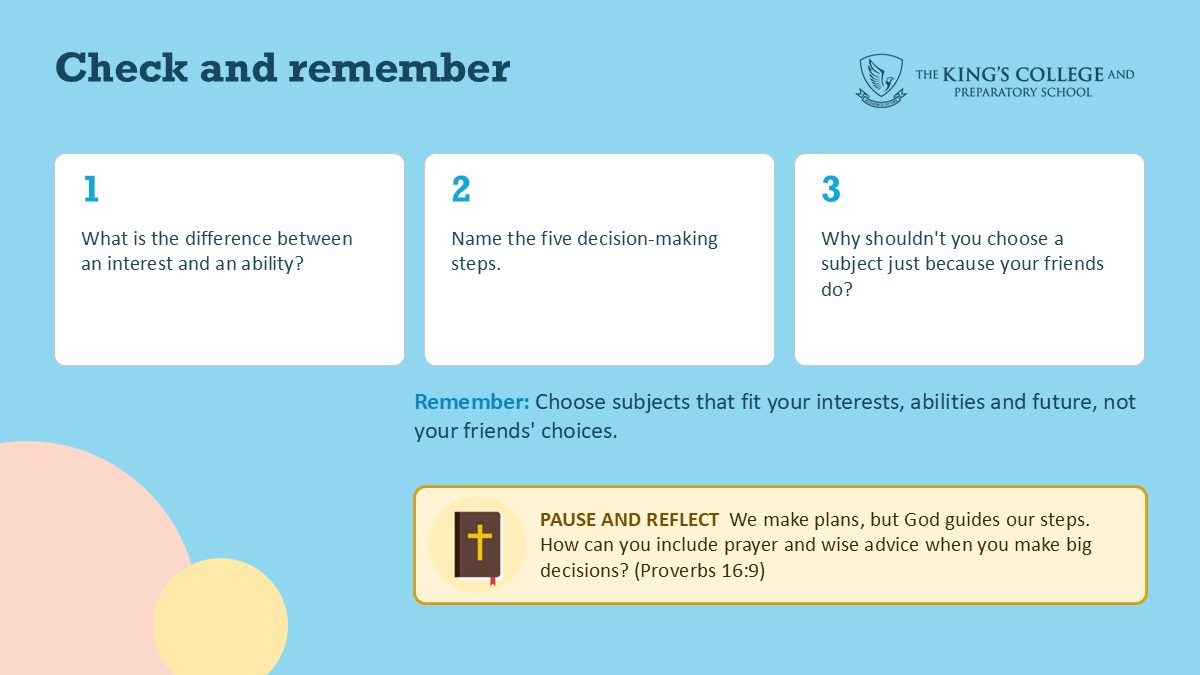 Check and remember
THE KING'S COLLEGE AND
PREPARATORY SCHOOL
1
What is the difference between
an interest and an ability?
2
Name the five decision-making
steps.
3
Why shouldn't you choose a
subject just because your friends
do?
Remember: Choose subjects that fit your interests, abilities and future, not
your friends' choices.
PAUSE AND REFLECT  We make plans, but God guides our steps.
How can you include prayer and wise advice when you make big
decisions? (Proverbs 16:9)